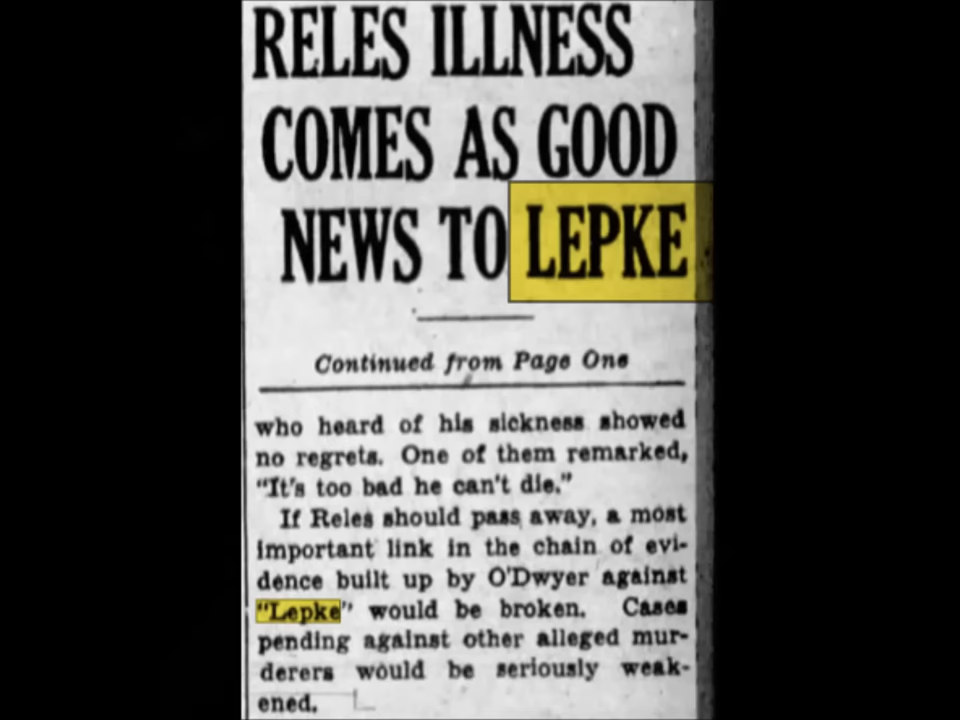 RELES ILLNESS
COMES AS GOOD
NEWS TO LEPKE
Continued from Page One
who heard of his sickness showed
no regrets. One of them remarked,
"It's too bad he can't die."
If Reles should pass away, a most
important link in the chain of evi-
dence built up by O'Dwyer against
"Lepke" would be broken. Cases
pending against other alleged mur-
derers would be seriously weak-
ened.